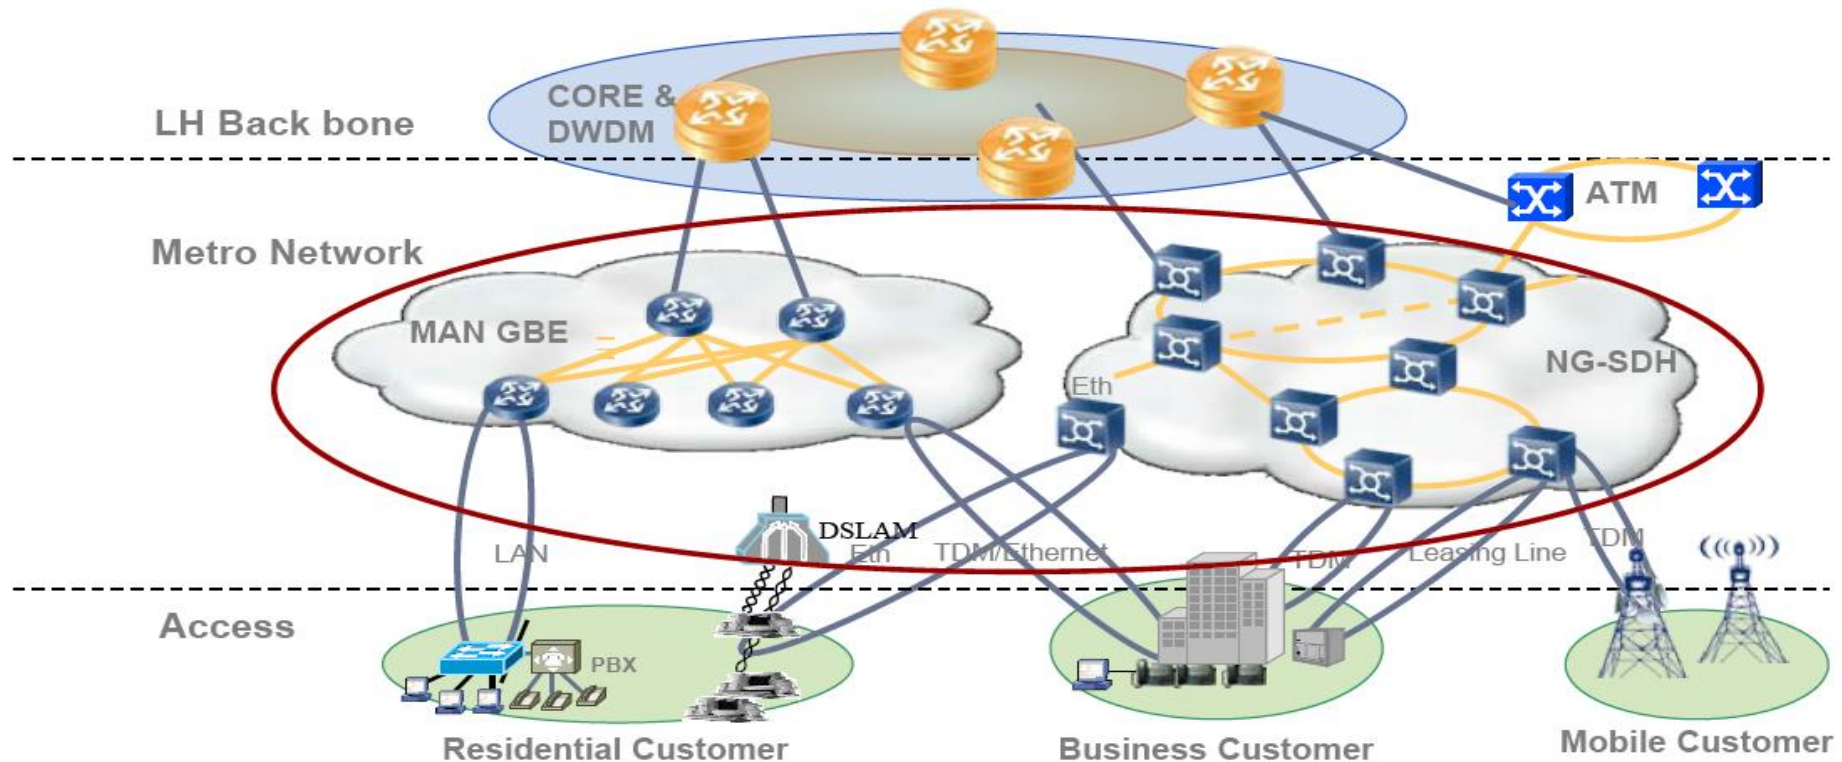 CORE &
DWDM
LH Back bone
ATM
Metro Network
MAN GBE
NG-SDH
Eth
DSLAM
LAN
Eth
TDM/Ethernet
TDM
Leasing Line
TDM
Access
PBX
Residential Customer
Business Customer
Mobile Customer